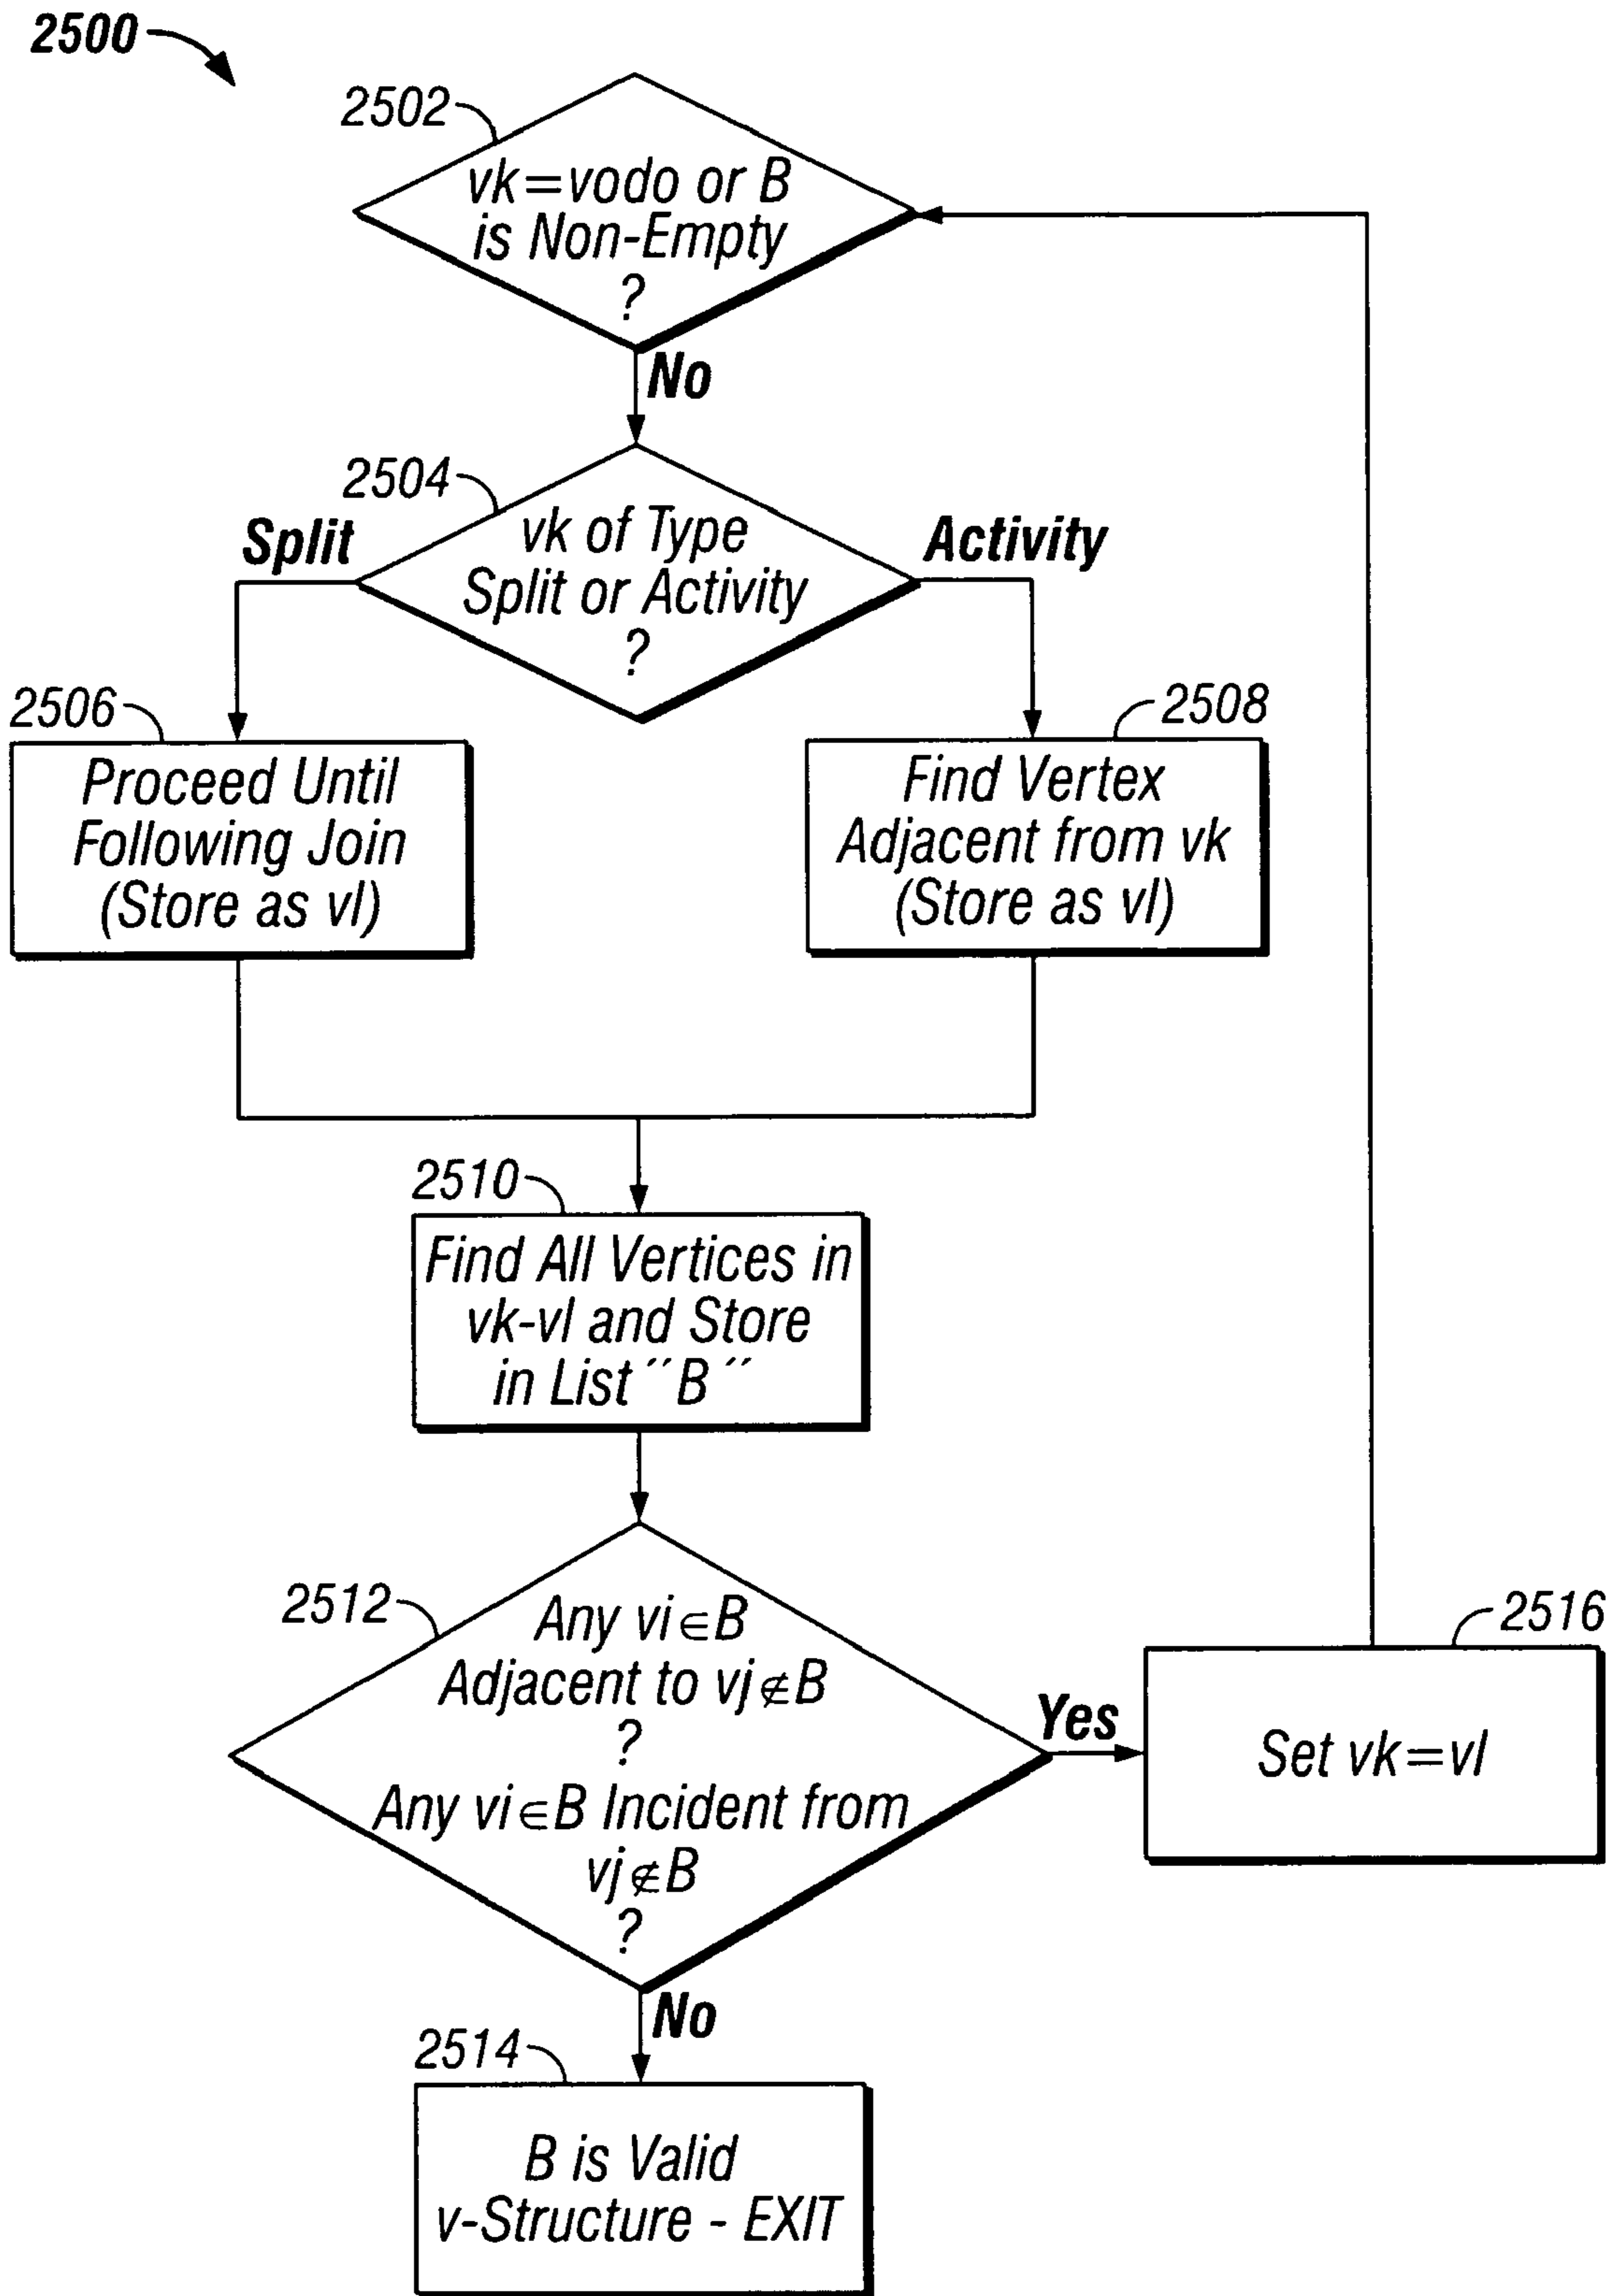 2500
2502
vk=vodo or B
is Non-Empty
?
No
2504
vk of Type
Split or Activity
?
Split
Activity
2506
Proceed Until
Following Join
(Store as vl)
2508
Find Vertex
Adjacent from vk
(Store as vl)
2510
Find All Vertices in
vk-vl and Store
in List ˝B˝
2512
Any vi∈B
Adjacent to vj∉B
?
Any vi∈B Incident from
vj∉B
?
Yes
2516
Set vk=vl
No
2514
B is Valid
v-Structure - EXIT